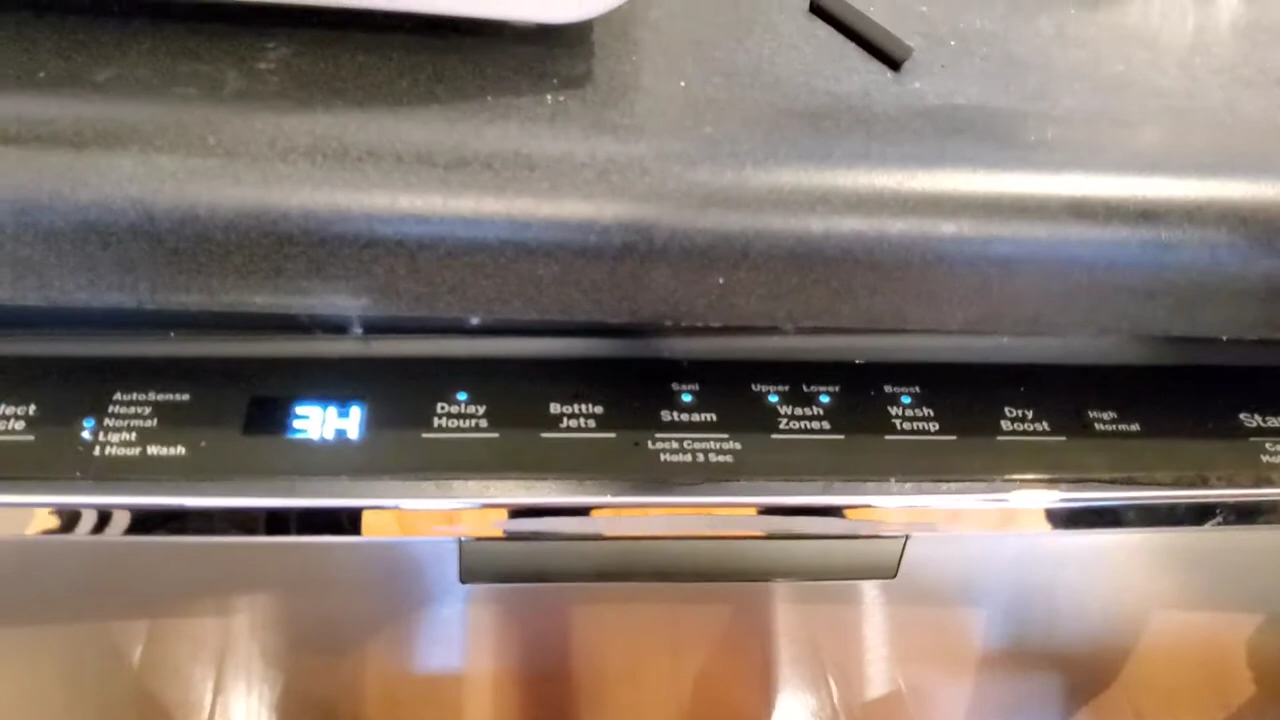 AutoSense
Heavy
Normal
Light
1 Hour Wash
3H
Delay
Hours
Bottle
Jets
Sani
Steam
Lock Controls
Hold 3 Sec
Upper Lower
Wash
Zones
Boost
Wash
Temp
Dry
Boost
High
Normal